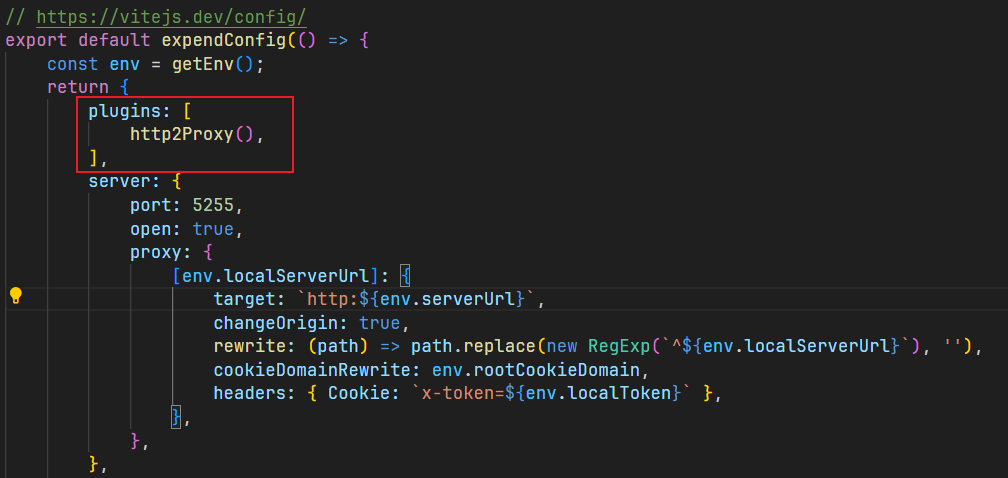 // https://vitejs.dev/config/
export default expendConfig(() => {
    const env = getEnv();
    return {
        plugins: [
            http2Proxy(),
        ],
        server: {
            port: 5255,
            open: true,
            proxy: {
                [env.localServerUrl]: {
                    target: `http:${env.serverUrl}`,
                    changeOrigin: true,
                    rewrite: (path) => path.replace(new RegExp(`^${env.localServerUrl}`), ''),
                    cookieDomainRewrite: env.rootCookieDomain,
                    headers: { Cookie: `x-token=${env.localToken}` },
                },
            },
        },